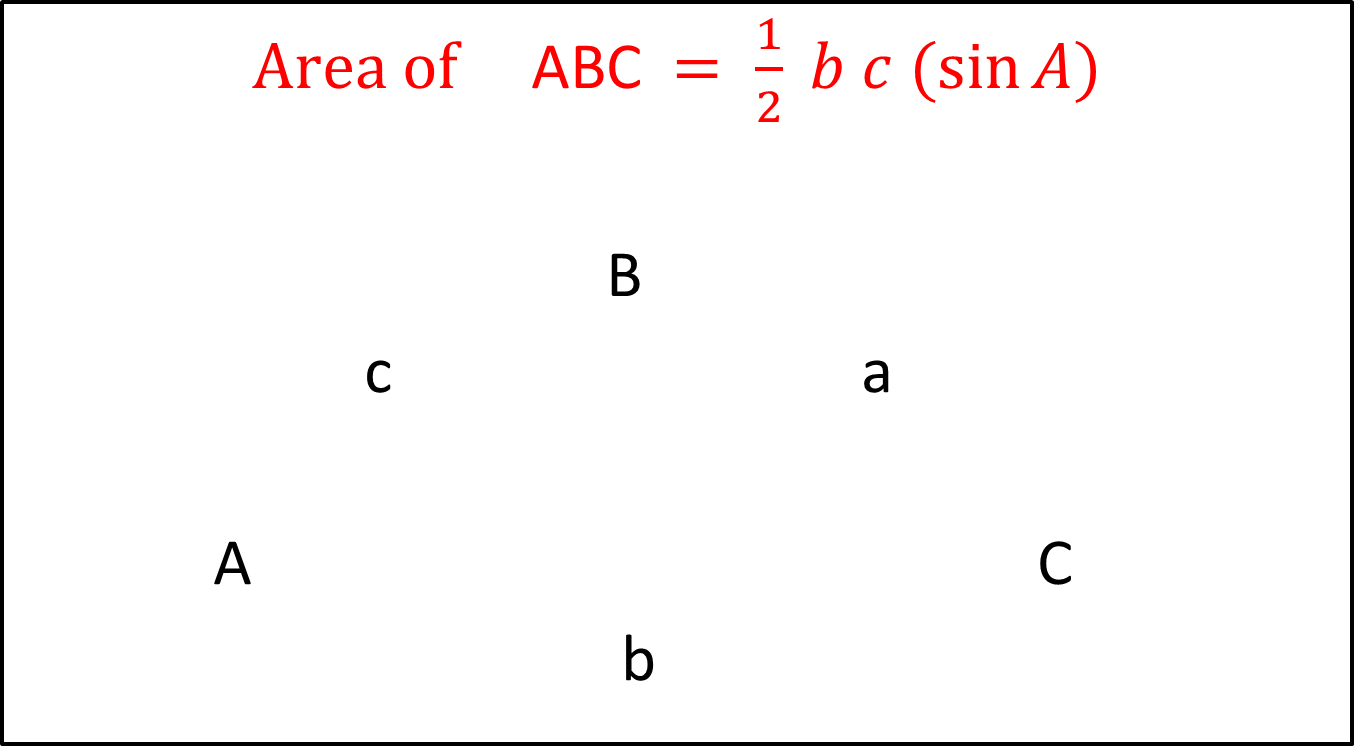 Area of ABC = 1/2 b c (sin A)
B
c a
A C
b